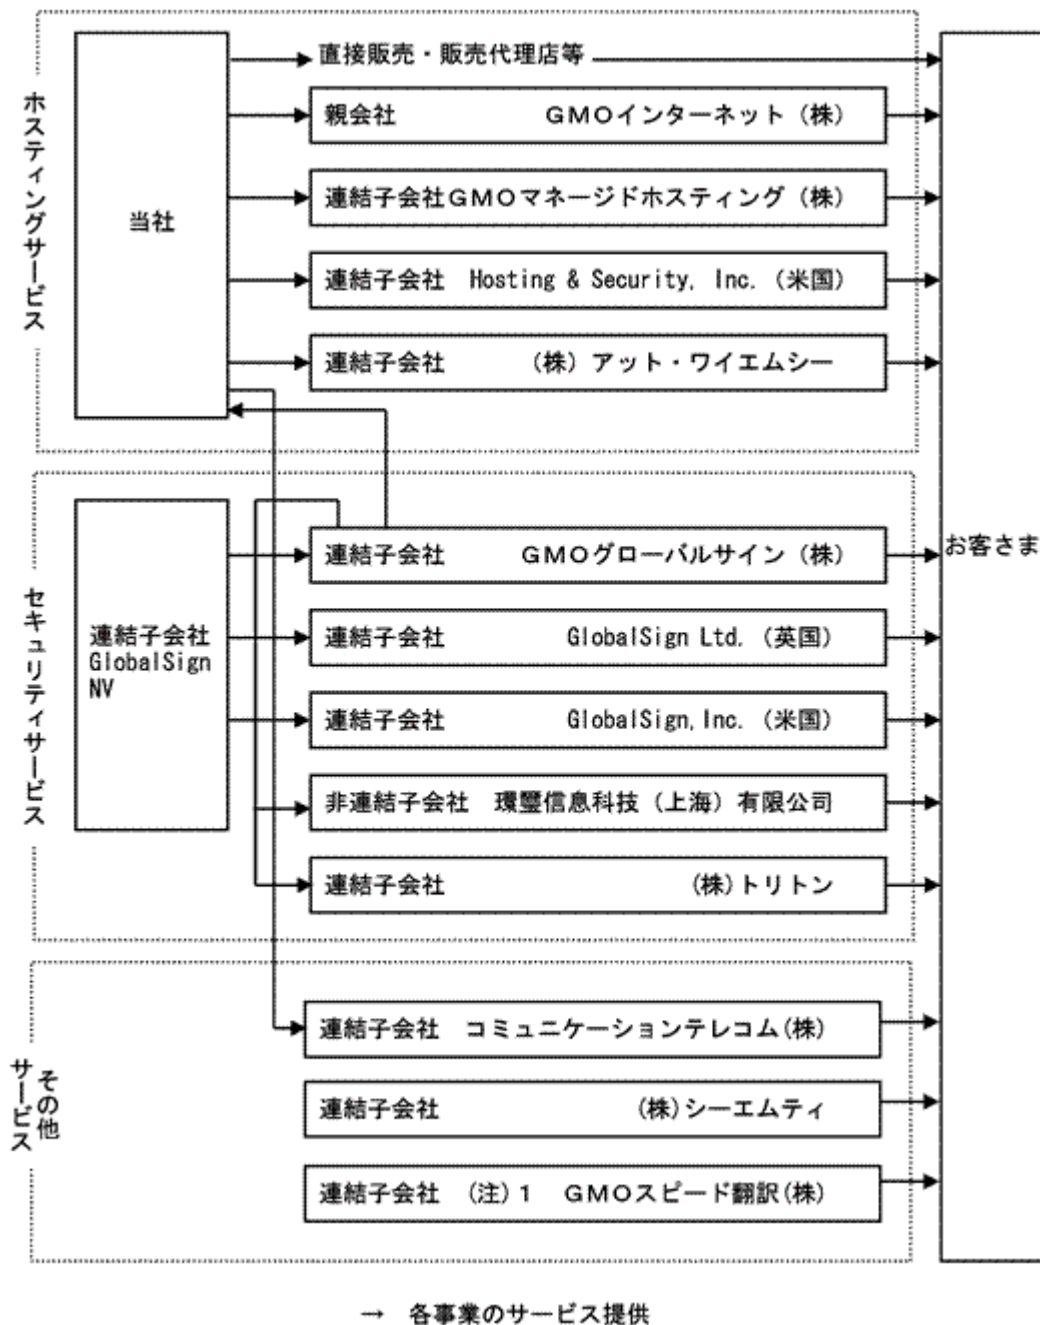 ホスティングサービス
当社
直接販売・販売代理店等
親会社 GMOインターネット(株)
連結子会社GMOマネージドホスティング(株)
連結子会社 Hosting & Security, Inc.(米国)
連結子会社 (株)アット・ワイエムシー
セキュリティサービス
連結子会社
GlobalSign
NV
連結子会社 GMOグローバルサイン(株)
連結子会社 GlobalSign Ltd.(英国)
連結子会社 GlobalSign,Inc.(米国)
非連結子会社 環璽信息科技(上海)有限公司
連結子会社 (株)トリトン
お客さま
その他
サービス
連結子会社 コミュニケーションテレコム(株)
連結子会社 (株)シーエムティ
連結子会社 (注)1 GMOスピード翻訳(株)
→ 各事業のサービス提供